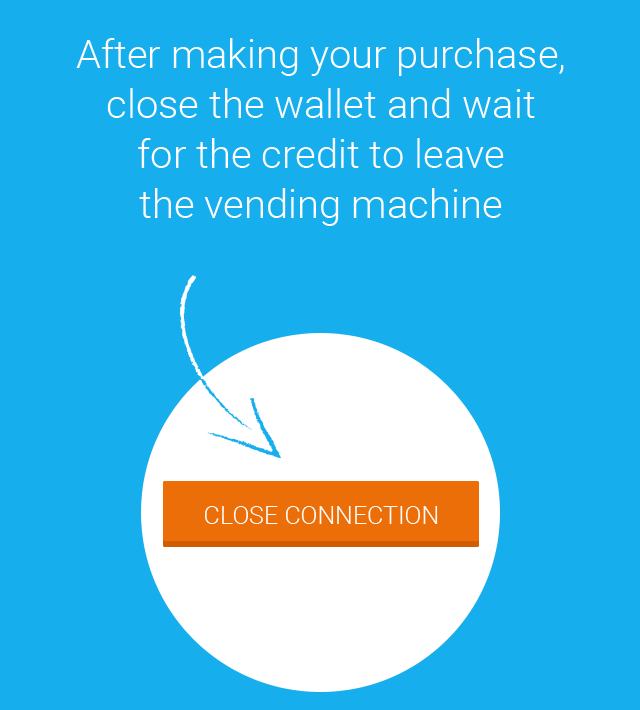 After making your purchase,
close the wallet and wait
for the credit to leave
the vending machine
CLOSE CONNECTION